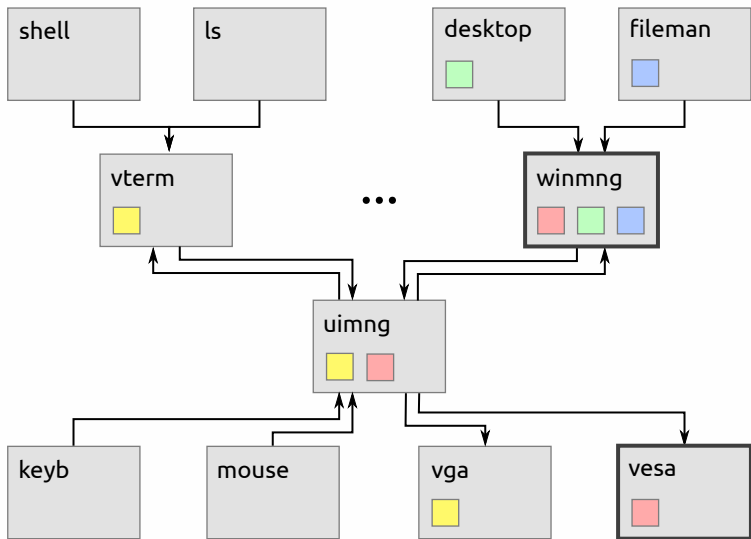 shell
ls
desktop
fileman
vterm
...
winmng
uimng
keyb
mouse
vga
vesa